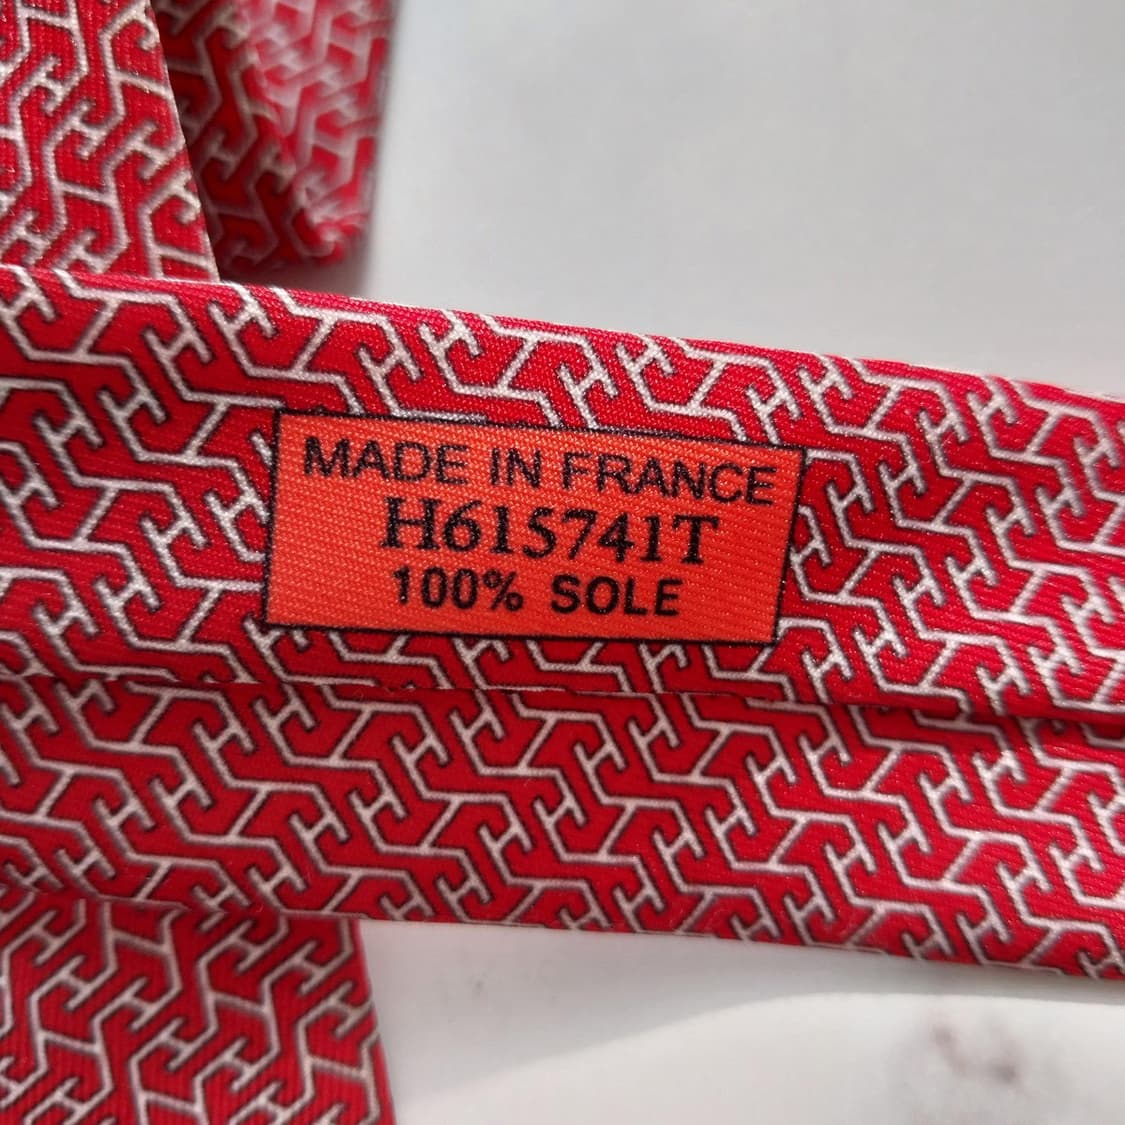 MADE IN FRANCE
H615741T
100% SOLE